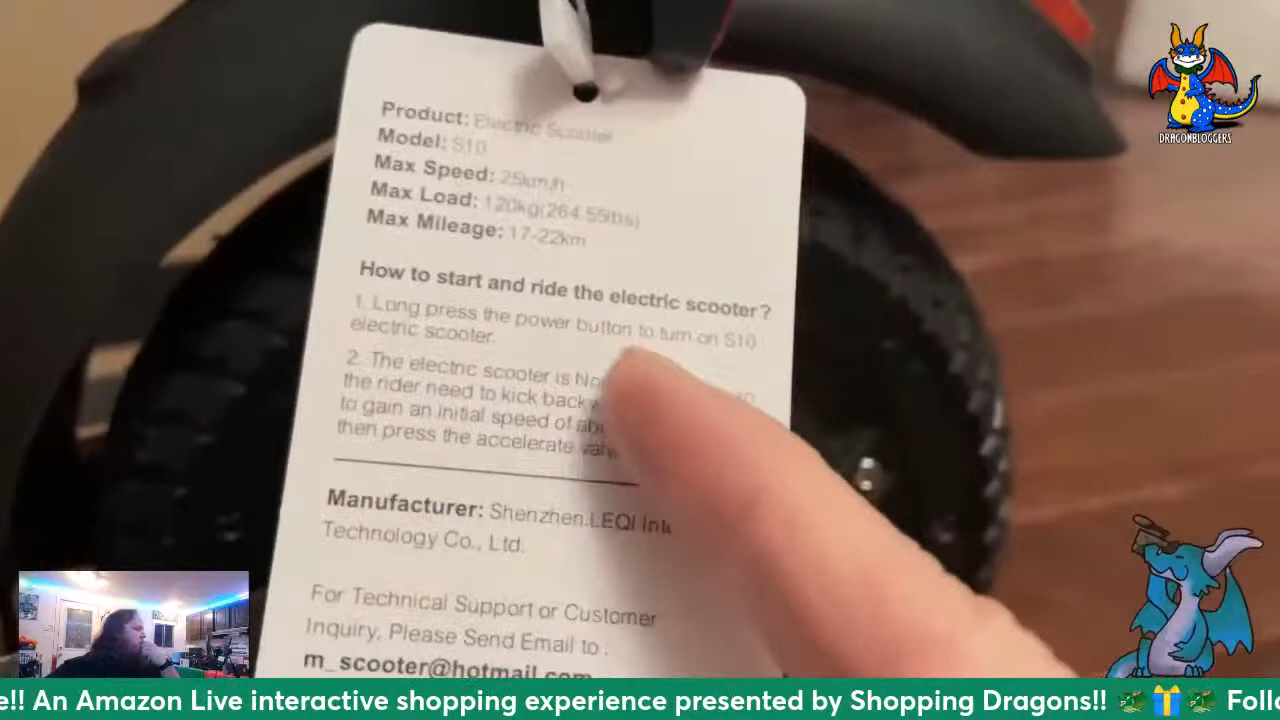 Product: Electric Scooter
Model: S10
Max Speed: 25km/h
Max Load: 120kg(264.55lbs)
Max Mileage: 17-22km
How to start and ride the electric scooter?
1. Long press the power button to turn on S10
electric scooter.
2. The electric scooter is
the rider need to kick
to gain an initial speed of
then press the accelerate
Manufacturer: Shenzhen.LEQI
Technology Co., Ltd.
For Technical Support or Customer
Inquiry, Please Send Email to :
m_scooter@hotmail.com
DRAGONBLOGGERS
e!! An Amazon Live interactive shopping experience presented by Shopping Dragons!! 🐲🎁🐲 Follo